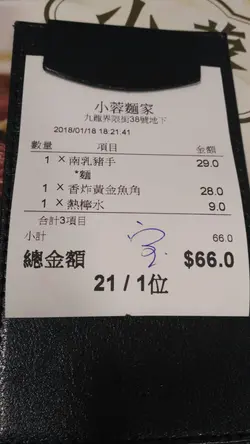 小蓉麵家
九龍界限街38號地下
2018/01/16 18:21:41
數量 項目 金額
1 × 南乳豬手 29.0
*麵
1 × 香炸黃金魚角 28.0
1 × 熱檸水 9.0
合計3項目
小計 66.0
總金額 $66.0
21 / 1位